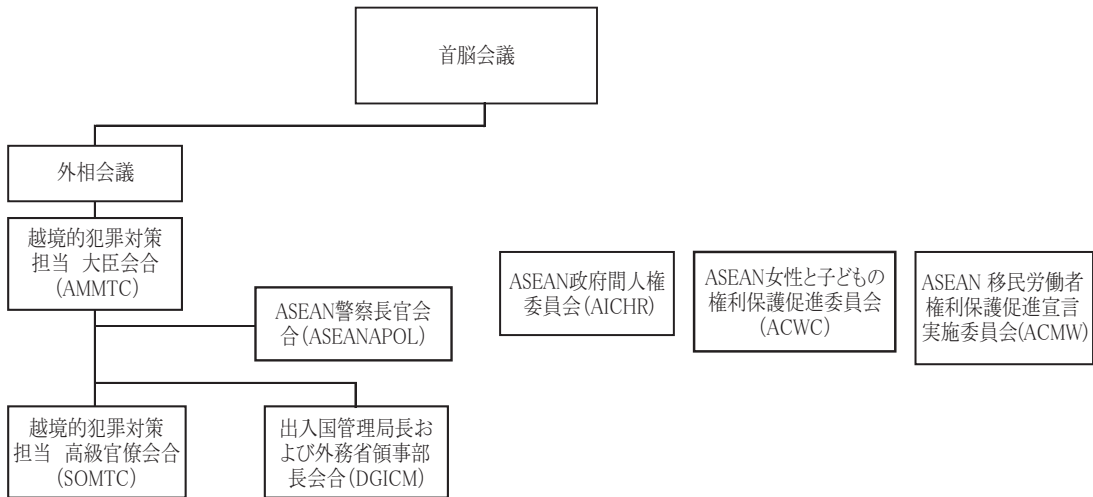 首脳会議
外相会議
越境的犯罪対策
担当 大臣会合
(AMMTC)
ASEAN警察長官会
合(ASEANAPOL)
越境的犯罪対策
担当 高級官僚会合
(SOMTC)
出入国管理局長お
よび外務省領事部
長会合(DGICM)
ASEAN政府間人権
委員会(AICHR)
ASEAN女性と子どもの
権利保護促進委員会
(ACWC)
ASEAN 移民労働者
権利保護促進宣言
実施委員会(ACMW)